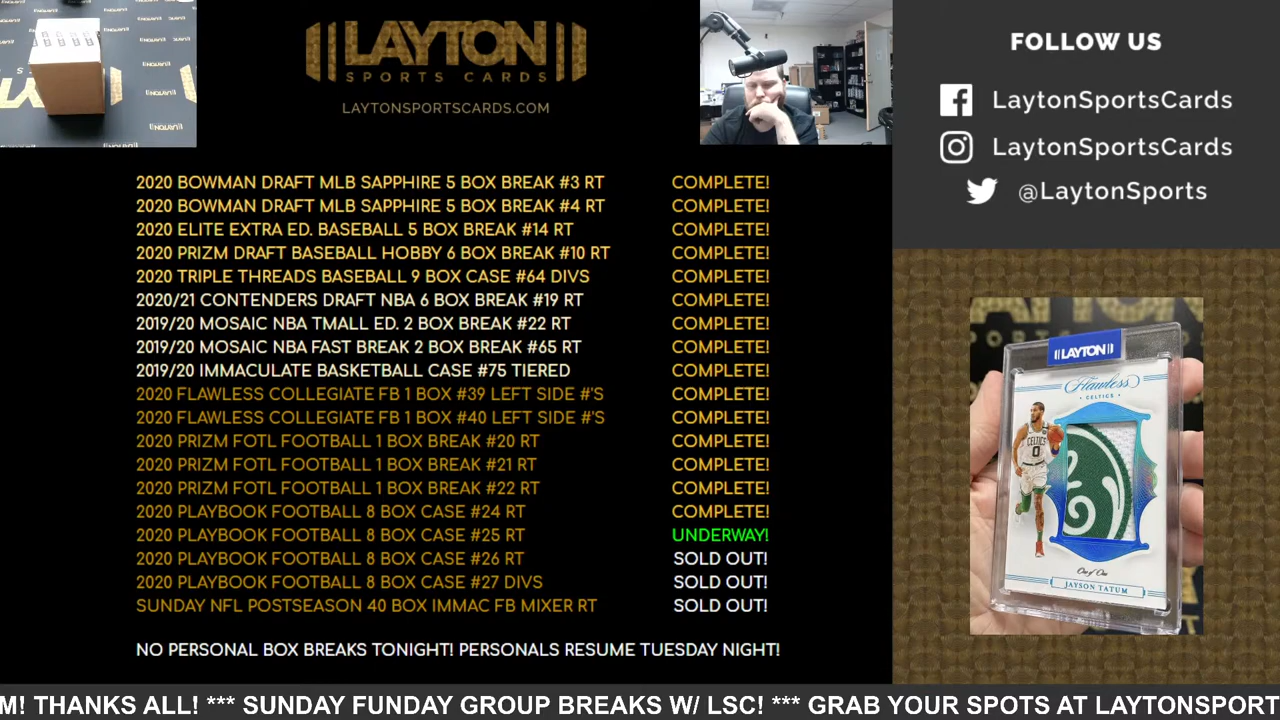 LAYTON
SPORTS CARDS
LAYTONSPORTSCARDS.COM
2020 BOWMAN DRAFT MLB SAPPHIRE 5 BOX BREAK #3 RT COMPLETE!
2020 BOWMAN DRAFT MLB SAPPHIRE 5 BOX BREAK #4 RT COMPLETE!
2020 ELITE EXTRA ED. BASEBALL 5 BOX BREAK #14 RT COMPLETE!
2020 PRIZM DRAFT BASEBALL HOBBY 6 BOX BREAK #10 RT COMPLETE!
2020 TRIPLE THREADS BASEBALL 9 BOX CASE #64 DIVS COMPLETE!
2020/21 CONTENDERS DRAFT NBA 6 BOX BREAK #19 RT COMPLETE!
2019/20 MOSAIC NBA TMALL ED. 2 BOX BREAK #22 RT COMPLETE!
2019/20 MOSAIC NBA FAST BREAK 2 BOX BREAK #65 RT COMPLETE!
2019/20 IMMACULATE BASKETBALL CASE #75 TIERED COMPLETE!
2020 FLAWLESS COLLEGIATE FB 1 BOX #39 LEFT SIDE #'S COMPLETE!
2020 FLAWLESS COLLEGIATE FB 1 BOX #40 LEFT SIDE #'S COMPLETE!
2020 PRIZM FOTL FOOTBALL 1 BOX BREAK #20 RT COMPLETE!
2020 PRIZM FOTL FOOTBALL 1 BOX BREAK #21 RT COMPLETE!
2020 PRIZM FOTL FOOTBALL 1 BOX BREAK #22 RT COMPLETE!
2020 PLAYBOOK FOOTBALL 8 BOX CASE #24 RT COMPLETE!
2020 PLAYBOOK FOOTBALL 8 BOX CASE #25 RT UNDERWAY!
2020 PLAYBOOK FOOTBALL 8 BOX CASE #26 RT SOLD OUT!
2020 PLAYBOOK FOOTBALL 8 BOX CASE #27 DIVS SOLD OUT!
SUNDAY NFL POSTSEASON 40 BOX IMMAC FB MIXER RT SOLD OUT!
NO PERSONAL BOX BREAKS TONIGHT! PERSONALS RESUME TUESDAY NIGHT!
FOLLOW US
LaytonSportsCards
LaytonSportsCards
@LaytonSports
LAYTON
Flawless
CELTICS
CELTICS
0
One of One
JAYSON TATUM
M! THANKS ALL! *** SUNDAY FUNDAY GROUP BREAKS W/ LSC! *** GRAB YOUR SPOTS AT LAYTONSPORT